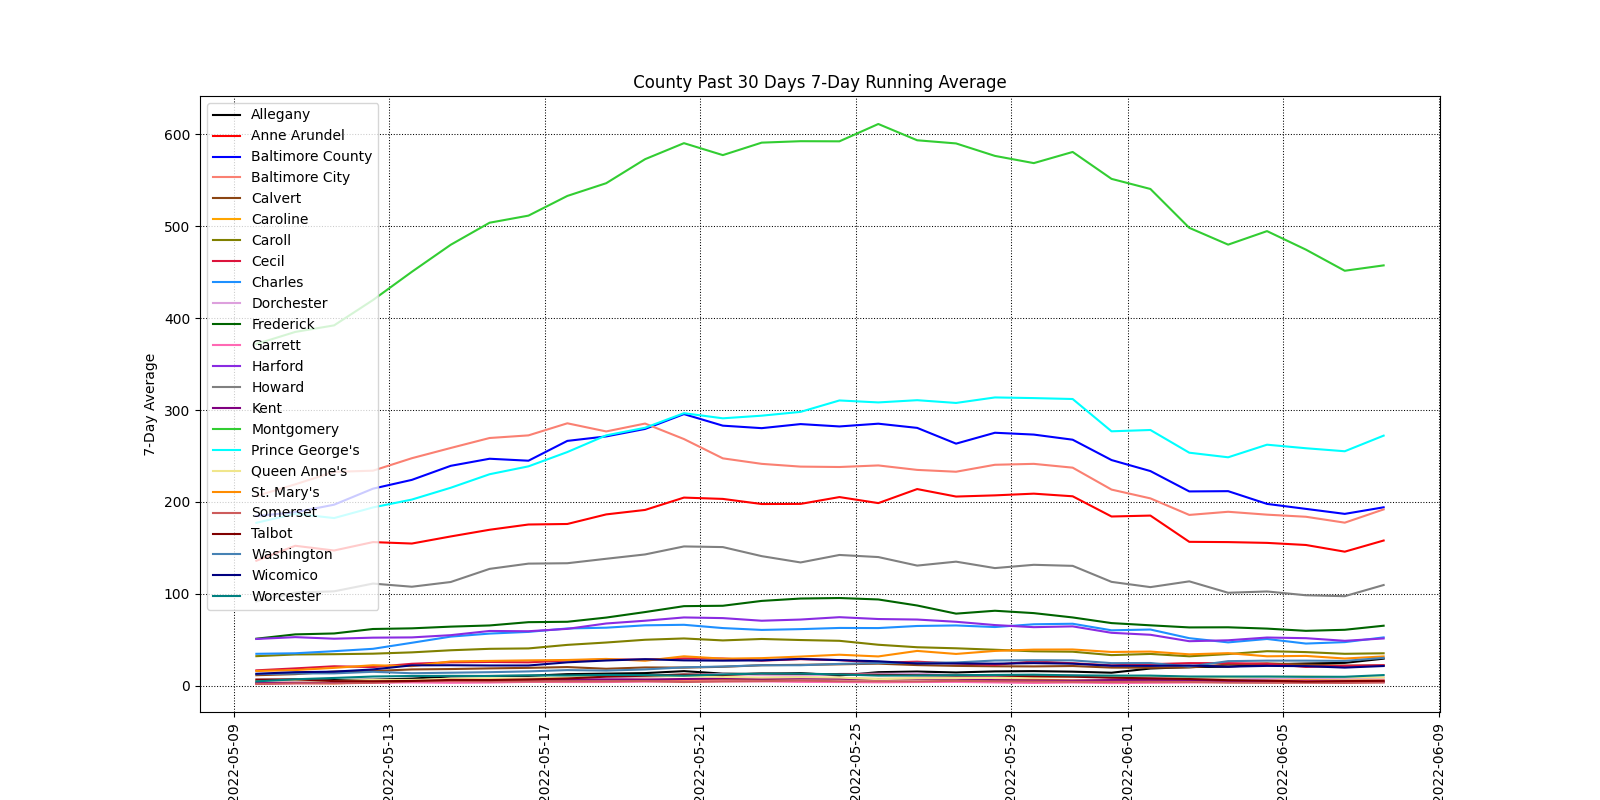 County Past 30 Days 7-Day Running Average
7-Day Average
600
500
400
300
200
100
0
Allegany
Anne Arundel
Baltimore County
Baltimore City
Calvert
Caroline
Caroll
Cecil
Charles
Dorchester
Frederick
Garrett
Harford
Howard
Kent
Montgomery
Prince George's
Queen Anne's
St. Mary's
Somerset
Talbot
Washington
Wicomico
Worcester
2022-05-09
2022-05-13
2022-05-17
2022-05-21
2022-05-25
2022-05-29
2022-06-01
2022-06-05
2022-06-09